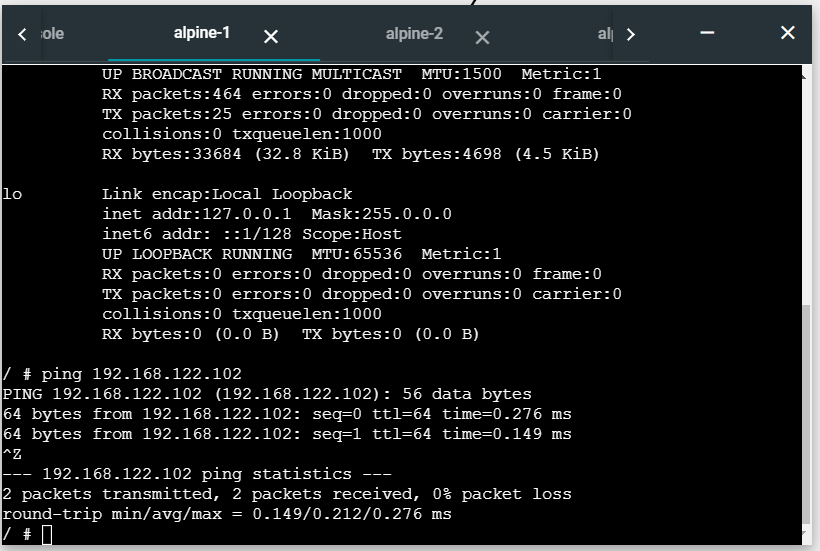 ole alpine-1 alpine-2 al
UP BROADCAST RUNNING MULTICAST  MTU:1500  Metric:1
RX packets:464 errors:0 dropped:0 overruns:0 frame:0
TX packets:25 errors:0 dropped:0 overruns:0 carrier:0
collisions:0 txqueuelen:1000
RX bytes:33684 (32.8 KiB)  TX bytes:4698 (4.5 KiB)
lo        Link encap:Local Loopback
inet addr:127.0.0.1  Mask:255.0.0.0
inet6 addr: ::1/128 Scope:Host
UP LOOPBACK RUNNING  MTU:65536  Metric:1
RX packets:0 errors:0 dropped:0 overruns:0 frame:0
TX packets:0 errors:0 dropped:0 overruns:0 carrier:0
collisions:0 txqueuelen:1000
RX bytes:0 (0.0 B)  TX bytes:0 (0.0 B)
/ # ping 192.168.122.102
PING 192.168.122.102 (192.168.122.102): 56 data bytes
64 bytes from 192.168.122.102: seq=0 ttl=64 time=0.276 ms
64 bytes from 192.168.122.102: seq=1 ttl=64 time=0.149 ms
^Z
--- 192.168.122.102 ping statistics ---
2 packets transmitted, 2 packets received, 0% packet loss
round-trip min/avg/max = 0.149/0.212/0.276 ms
/ #